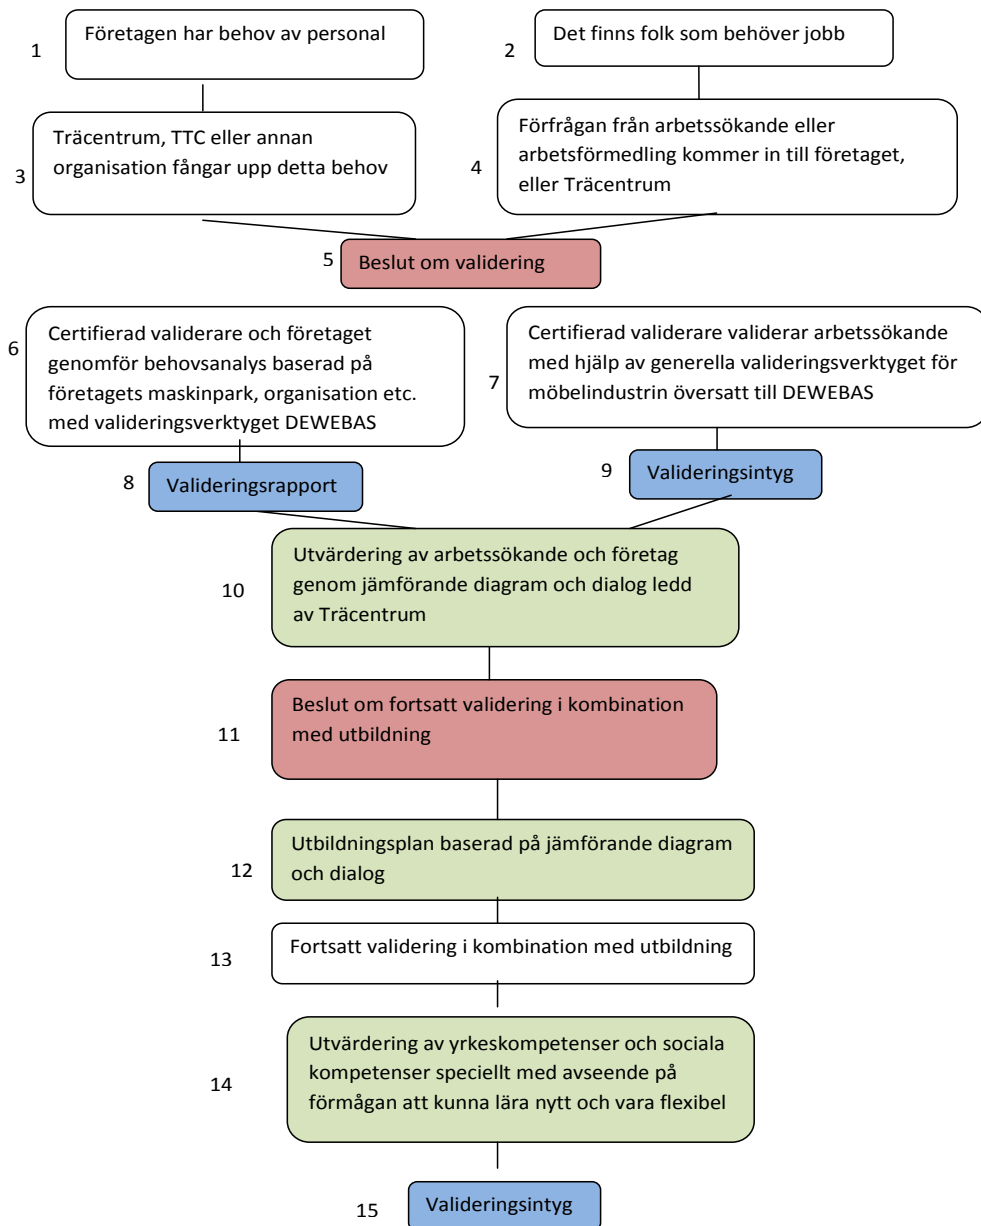 1
Företagen har behov av personal
2
Det finns folk som behöver jobb
3
Träcentrum, TTC eller annan
organisation fångar upp detta behov
4
Förfrågan från arbetssökande eller
arbetsförmedling kommer in till företaget,
eller Träcentrum
5
Beslut om validering
6
Certifierad validerare och företaget
genomför behovsanalys baserad på
företagets maskinpark, organisation etc.
med valideringsverktyget DEWEBAS
7
Certifierad validerare validerar arbetssökande
med hjälp av generella valideringsverktyget för
möbelindustrin översatt till DEWEBAS
8
Valideringsrapport
9
Valideringsintyg
10
Utvärdering av arbetssökande och företag
genom jämförande diagram och dialog ledd
av Träcentrum
11
Beslut om fortsatt validering i kombination
med utbildning
12
Utbildningsplan baserad på jämförande diagram
och dialog
13
Fortsatt validering i kombination med utbildning
14
Utvärdering av yrkeskompetenser och sociala
kompetenser speciellt med avseende på
förmågan att kunna lära nytt och vara flexibel
15
Valideringsintyg